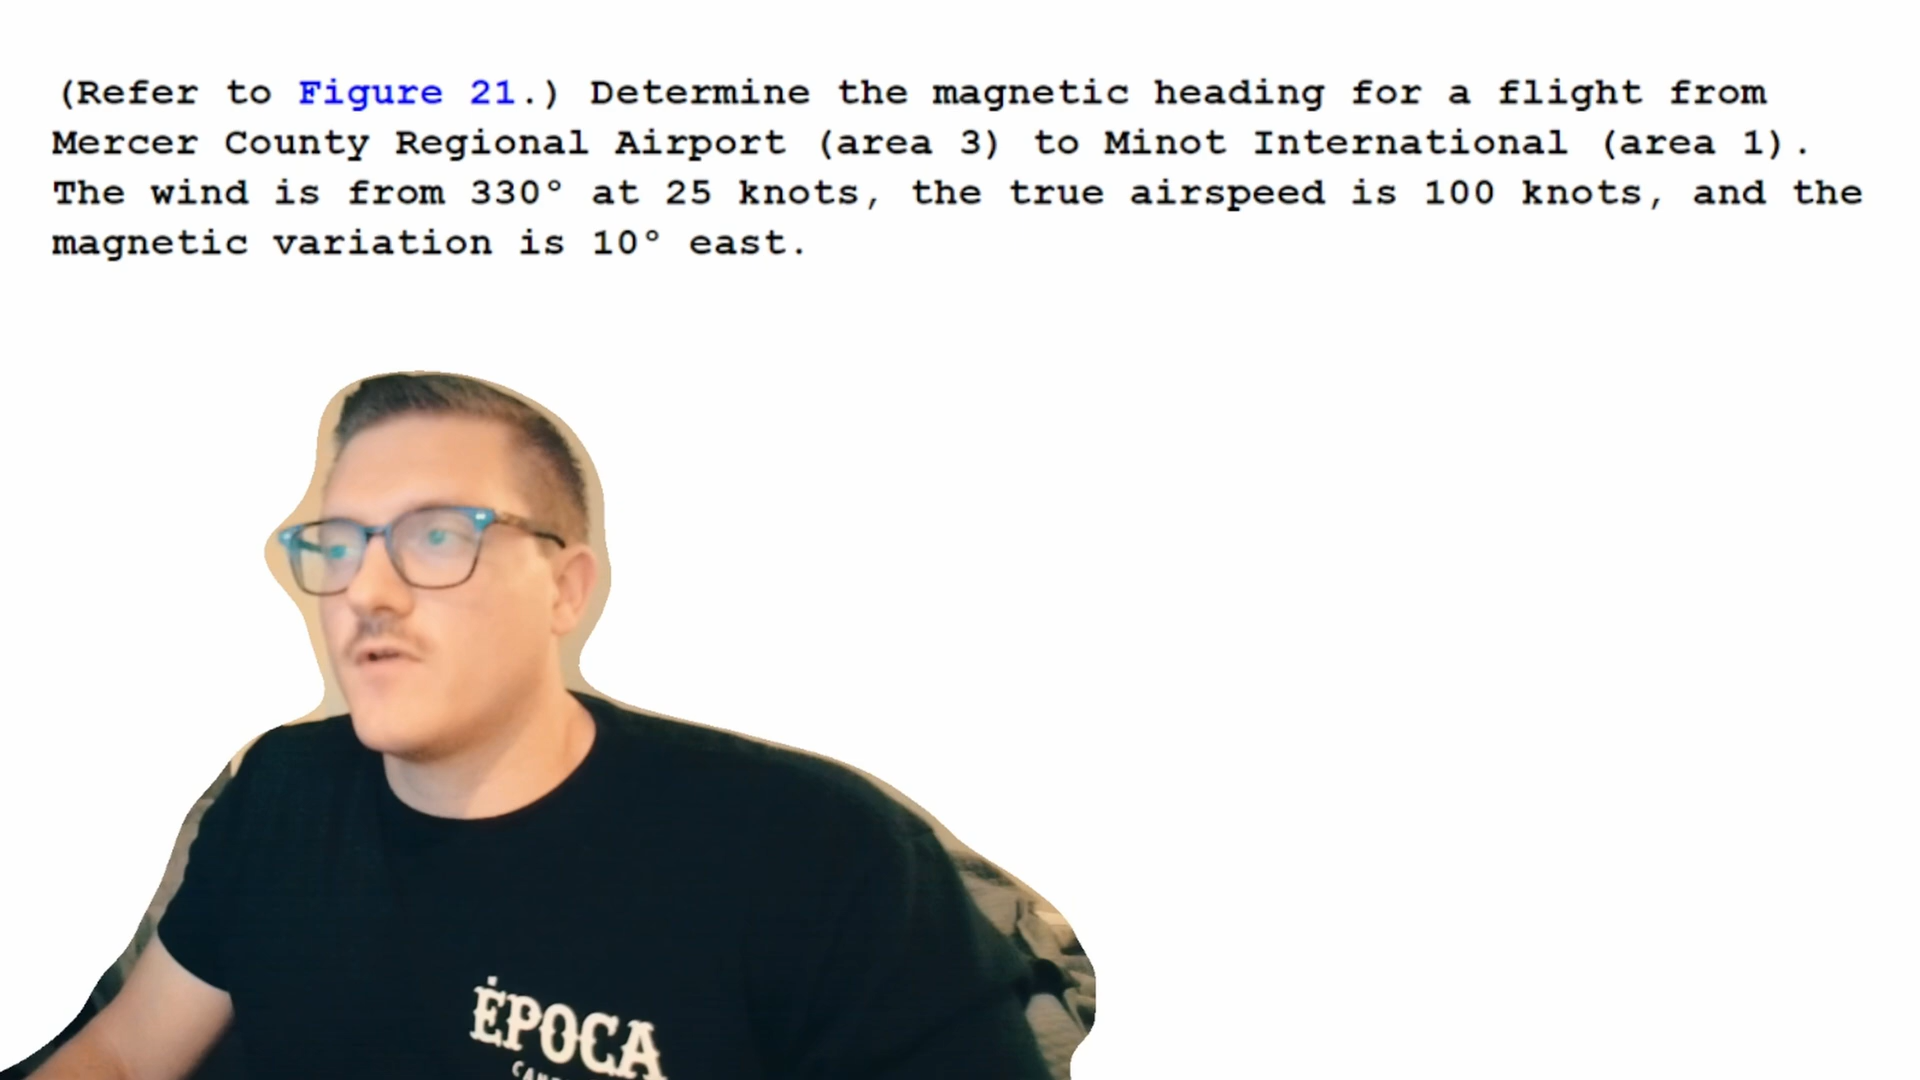 (Refer to Figure 21.) Determine the magnetic heading for a flight from
Mercer County Regional Airport (area 3) to Minot International (area 1).
The wind is from 330° at 25 knots, the true airspeed is 100 knots, and the
magnetic variation is 10° east.
ÉPOCA